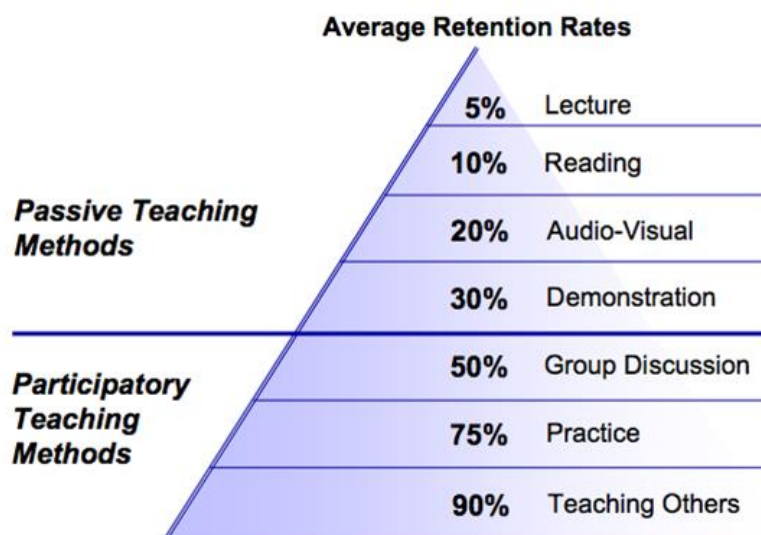 Average Retention Rates
5% Lecture
10% Reading
Passive Teaching
Methods
20% Audio-Visual
30% Demonstration
Participatory
Teaching
Methods
50% Group Discussion
75% Practice
90% Teaching Others